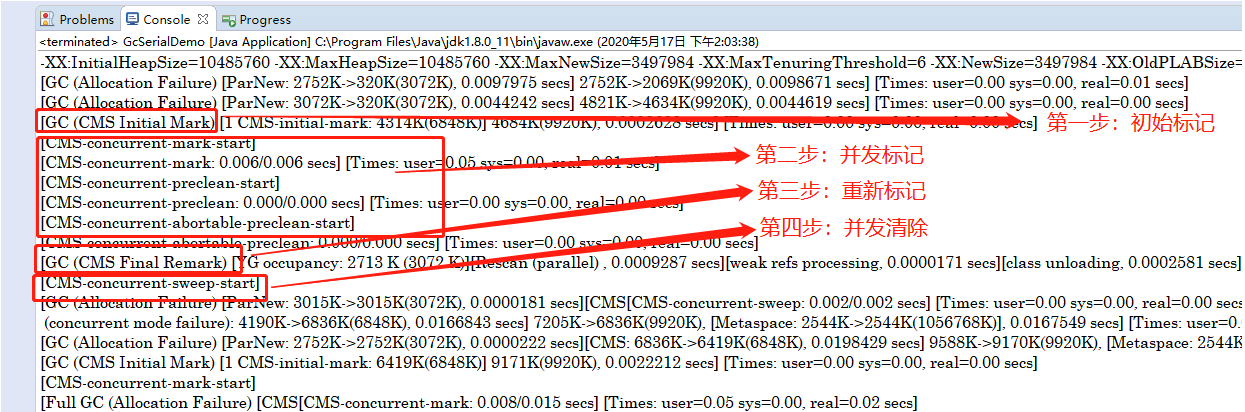 Problems Console Progress
<terminated> GcSerialDemo [Java Application] C:\Program Files\Java\jdk1.8.0_11\bin\javaw.exe (2020年5月17日 下午2:03:38)
-XX:InitialHeapSize=10485760 -XX:MaxHeapSize=10485760 -XX:MaxNewSize=3497984 -XX:MaxTenuringThreshold=6 -XX:NewSize=3497984 -XX:OldPLABSize=
[GC (Allocation Failure) [ParNew: 2752K->320K(3072K), 0.0097975 secs] 2752K->2069K(9920K), 0.0098671 secs] [Times: user=0.00 sys=0.00, real=0.01 secs]
[GC (Allocation Failure) [ParNew: 3072K->320K(3072K), 0.0044242 secs] 4821K->4634K(9920K), 0.0044619 secs] [Times: user=0.00 sys=0.00, real=0.00 secs]
[GC (CMS Initial Mark) [1 CMS-initial-mark: 4314K(6848K)] 4684K(9920K), 0.0002628 secs] [Times: user=0.00 sys=0.00, real=0.00 secs] 第一步：初始标记
[CMS-concurrent-mark-start]
[CMS-concurrent-mark: 0.006/0.006 secs] [Times: user=0.05 sys=0.00, real=0.01 secs] 第二步：并发标记
[CMS-concurrent-preclean-start]
[CMS-concurrent-preclean: 0.000/0.000 secs] [Times: user=0.00 sys=0.00, real=0.00 secs] 第三步：重新标记
[CMS-concurrent-abortable-preclean-start] 第四步：并发清除
[CMS-concurrent-abortable-preclean: 0.000/0.000 secs] [Times: user=0.00 sys=0.00, real=0.00 secs]
[GC (CMS Final Remark) [YG occupancy: 2713 K (3072 K)][Rescan (parallel) , 0.0009287 secs][weak refs processing, 0.0000171 secs][class unloading, 0.0002581 secs]
[CMS-concurrent-sweep-start]
[GC (Allocation Failure) [ParNew: 3015K->3015K(3072K), 0.0000181 secs][CMS[CMS-concurrent-sweep: 0.002/0.002 secs] [Times: user=0.00 sys=0.00, real=0.00 secs
(concurrent mode failure): 4190K->6836K(6848K), 0.0166843 secs] 7205K->6836K(9920K), [Metaspace: 2544K->2544K(1056768K)], 0.0167549 secs] [Times: user=0.
[GC (Allocation Failure) [ParNew: 2752K->2752K(3072K), 0.0000222 secs][CMS: 6836K->6419K(6848K), 0.0198429 secs] 9588K->9170K(9920K), [Metaspace: 2544K
[GC (CMS Initial Mark) [1 CMS-initial-mark: 6419K(6848K)] 9171K(9920K), 0.0022212 secs] [Times: user=0.00 sys=0.00, real=0.00 secs]
[CMS-concurrent-mark-start]
[Full GC (Allocation Failure) [CMS[CMS-concurrent-mark: 0.008/0.015 secs] [Times: user=0.05 sys=0.00, real=0.02 secs]